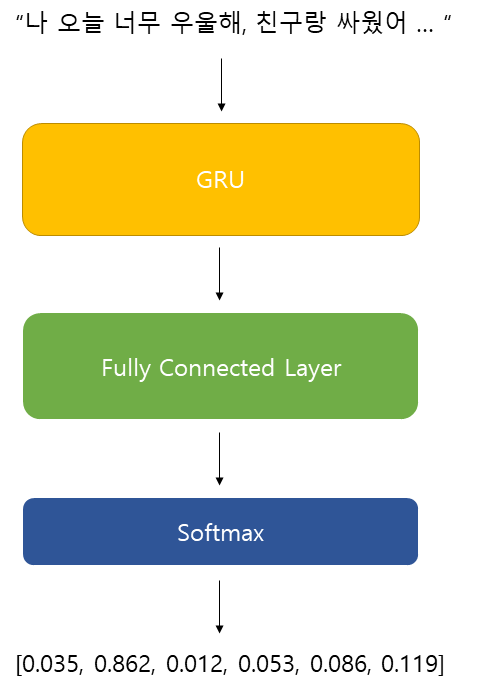 “나 오늘 너무 우울해, 친구랑 싸웠어 … “
GRU
Fully Connected Layer
Softmax
[0.035, 0.862, 0.012, 0.053, 0.086, 0.119]